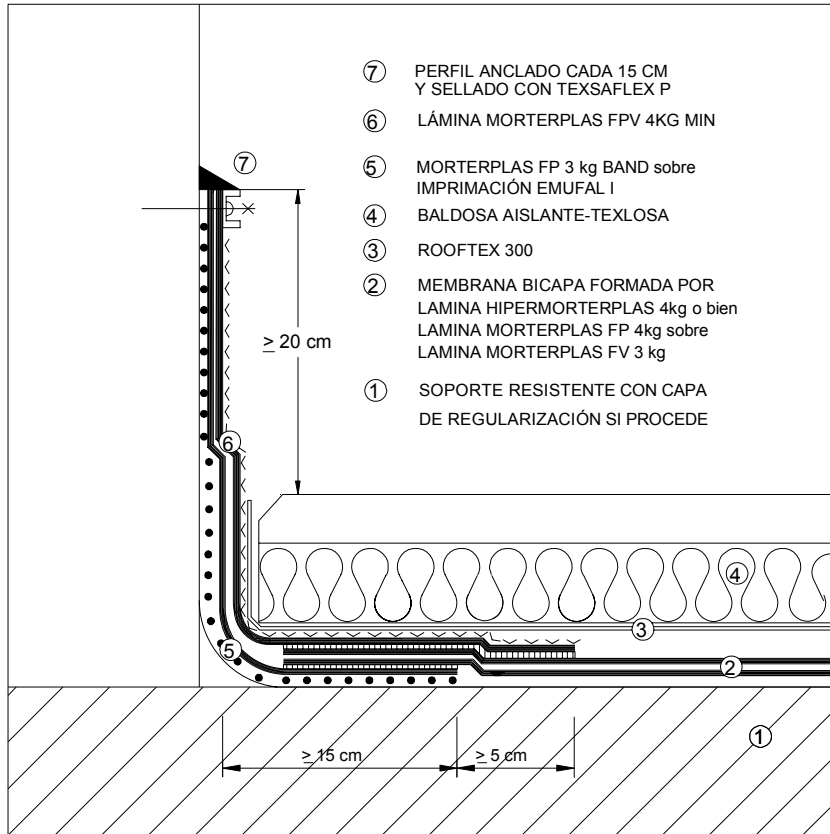 ⑦ PERFIL ANCLADO CADA 15 CM
Y SELLADO CON TEXSAFLEX P
⑥ LÁMINA MORTERPLAS FPV 4KG MIN
⑤ MORTERPLAS FP 3 kg BAND sobre
IMPRIMACIÓN EMUFAL I
④ BALDOSA AISLANTE-TEXLOSA
③ ROOFTEX 300
② MEMBRANA BICAPA FORMADA POR
LAMINA HIPERMORTERPLAS 4kg o bien
LAMINA MORTERPLAS FP 4kg sobre
LAMINA MORTERPLAS FV 3 kg
① SOPORTE RESISTENTE CON CAPA
DE REGULARIZACIÓN SI PROCEDE
⑦
≥ 20 cm
⑥
④
③
⑤
②
①
≥ 15 cm
≥ 5 cm